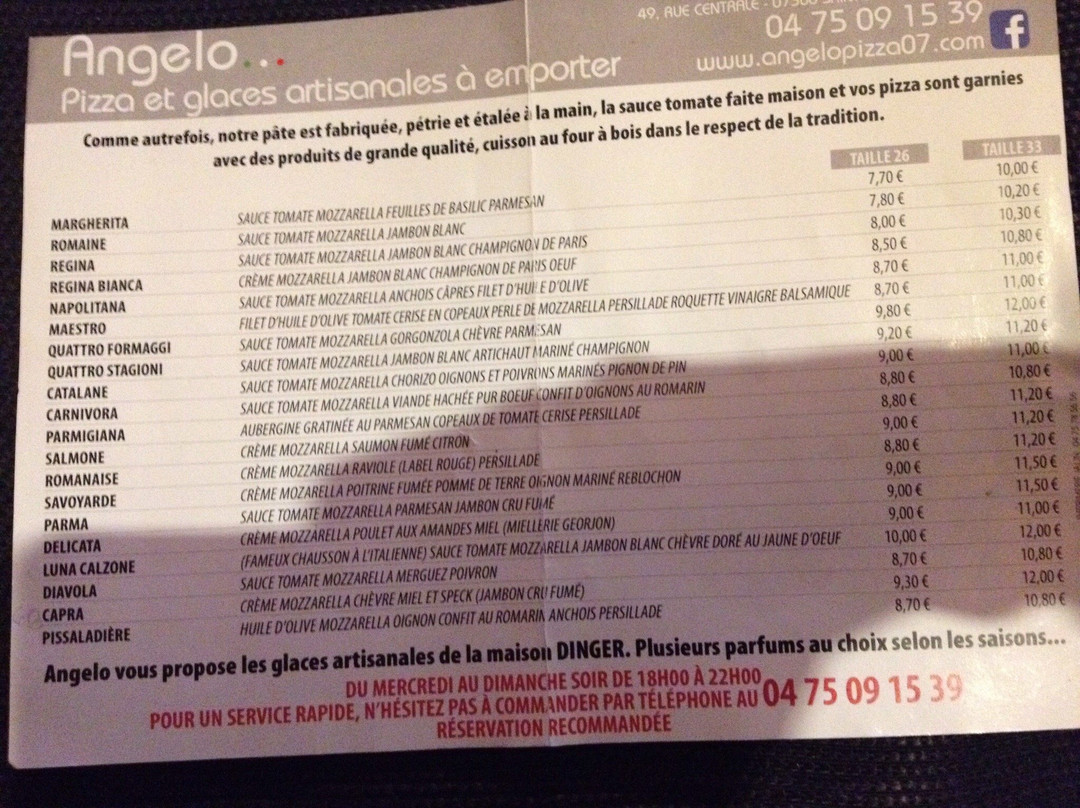 49, RUE CENTRALE -
04 75 09 15 39
www.angelopizza07.com f
Angelo...
Pizza et glaces artisanales à emporter
Comme autrefois, notre pâte est fabriquée, pétrie et étalée à la main, la sauce tomate faite maison et vos pizza sont garnies
avec des produits de grande qualité, cuisson au four à bois dans le respect de la tradition.
TAILLE 26 TAILLE 33
MARGHERITA SAUCE TOMATE MOZZARELLA FEUILLES DE BASILIC PARMESAN 7,70 € 10,00 €
ROMAINE SAUCE TOMATE MOZZARELLA JAMBON BLANC 7,80 € 10,20 €
REGINA SAUCE TOMATE MOZZARELLA JAMBON BLANC CHAMPIGNON DE PARIS 8,00 € 10,30 €
REGINA BIANCA CRÈME MOZZARELLA JAMBON BLANC CHAMPIGNON DE PARIS OEUF 8,50 € 10,80 €
NAPOLITANA SAUCE TOMATE MOZZARELLA ANCHOIS CÂPRES FILET D'HUILE D'OLIVE 8,70 € 11,00 €
MAESTRO FILET D'HUILE D'OLIVE TOMATE CERISE EN COPEAUX PERLE DE MOZZARELLA PERSILLADE ROQUETTE VINAIGRE BALSAMIQUE 8,70 € 11,00 €
QUATTRO FORMAGGI SAUCE TOMATE MOZZARELLA GORGONZOLA CHÈVRE PARMESAN 9,80 € 12,00 €
QUATTRO STAGIONI SAUCE TOMATE MOZZARELLA JAMBON BLANC ARTICHAUT MARINÉ CHAMPIGNON 9,20 € 11,20 €
CATALANE SAUCE TOMATE MOZZARELLA CHORIZO OIGNONS ET POIVRONS MARINÉS PIGNON DE PIN 9,00 € 11,00 €
CARNIVORA SAUCE TOMATE MOZZARELLA VIANDE HACHÉE PUR BOEUF CONFIT D'OIGNONS AU ROMARIN 8,80 € 10,80 €
PARMIGIANA AUBERGINE GRATINÉE AU PARMESAN COPEAUX DE TOMATE CERISE PERSILLADE 8,80 € 11,20 €
SALMONE CRÈME MOZZARELLA SAUMON FUMÉ CITRON 9,00 € 11,20 €
ROMANAISE CRÈME MOZZARELLA RAVIOLE (LABEL ROUGE) PERSILLADE 8,80 € 11,20 €
SAVOYARDE CRÈME MOZARELLA POITRINE FUMÉE POMME DE TERRE OIGNON MARINÉ REBLOCHON 9,00 € 11,50 €
PARMA SAUCE TOMATE MOZZARELLA PARMESAN JAMBON CRU FUMÉ 9,00 € 11,50 €
DELICATA CRÈME MOZZARELLA POULET AUX AMANDES MIEL (MIELLERIE GEORJON) 9,00 € 11,00 €
LUNA CALZONE (FAMEUX CHAUSSON À L'ITALIENNE) SAUCE TOMATE MOZZARELLA JAMBON BLANC CHÈVRE DORÉ AU JAUNE D'OEUF 10,00 € 12,00 €
DIAVOLA SAUCE TOMATE MOZZARELLA MERGUEZ POIVRON 8,70 € 10,80 €
CAPRA CRÈME MOZZARELLA CHÈVRE MIEL ET SPECK (JAMBON CRU FUMÉ) 9,30 € 12,00 €
PISSALADIÈRE HUILE D'OLIVE MOZZARELLA OIGNON CONFIT AU ROMARIN ANCHOIS PERSILLADE 8,70 € 10,80 €
Angelo vous propose les glaces artisanales de la maison DINGER. Plusieurs parfums au choix selon les saisons...
DU MERCREDI AU DIMANCHE SOIR DE 18H00 À 22H00
POUR UN SERVICE RAPIDE, N'HÉSITEZ PAS À COMMANDER PAR TÉLÉPHONE AU 04 75 09 15 39
RÉSERVATION RECOMMANDÉE